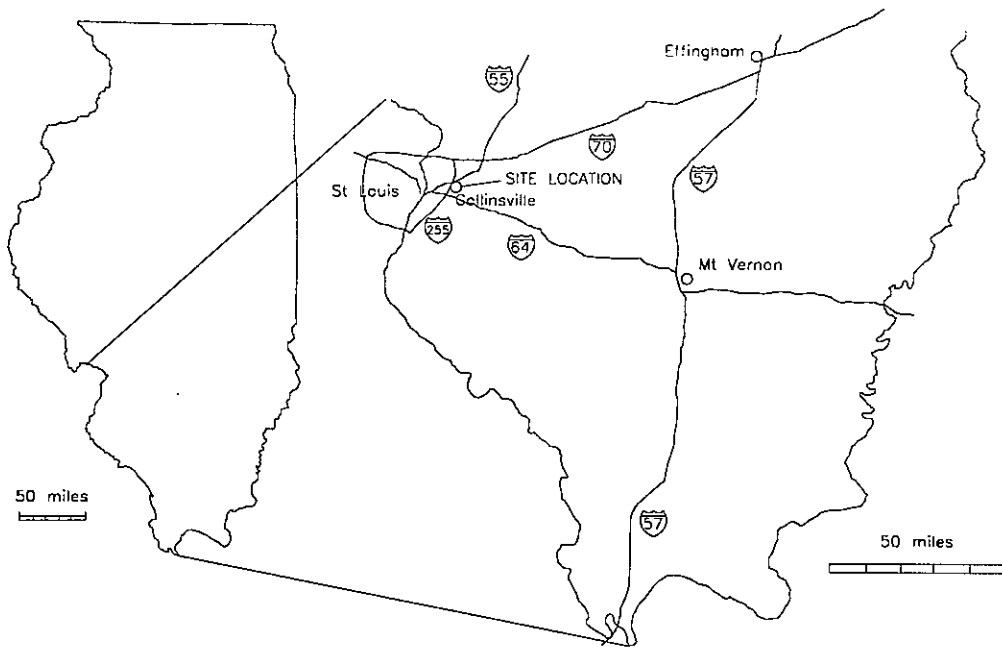 Effingham
55
70
57
St Louis
SITE LOCATION
Collinsville
255
64
Mt Vernon
50 miles
57
50 miles